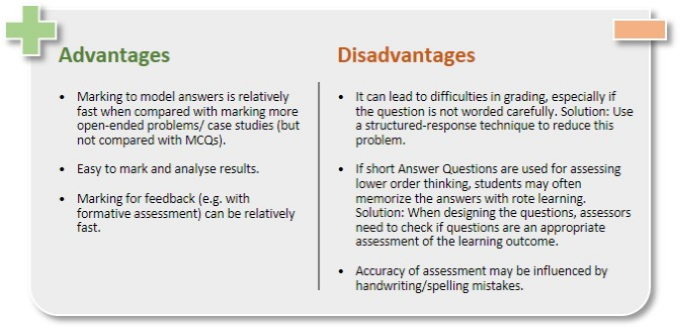 Advantages
• Marking to model answers is relatively
fast when compared with marking more
open-ended problems/ case studies (but
not compared with MCQs).
• Easy to mark and analyse results.
• Marking for feedback (e.g. with
formative assessment) can be relatively
fast.
Disadvantages
• It can lead to difficulties in grading, especially if
the question is not worded carefully. Solution: Use
a structured-response technique to reduce this
problem.
• If short Answer Questions are used for assessing
lower order thinking, students may often
memorize the answers with rote learning.
Solution: When designing the questions, assessors
need to check if questions are an appropriate
assessment of the learning outcome.
• Accuracy of assessment may be influenced by
handwriting/spelling mistakes.